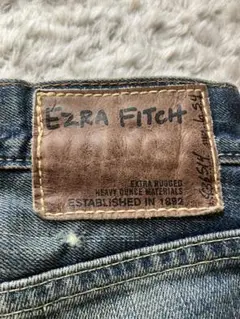 EZRA FITCH
EXTRA RUGGED
HEAVY OUNCE MATERIALS
ESTABLISHED IN 1892